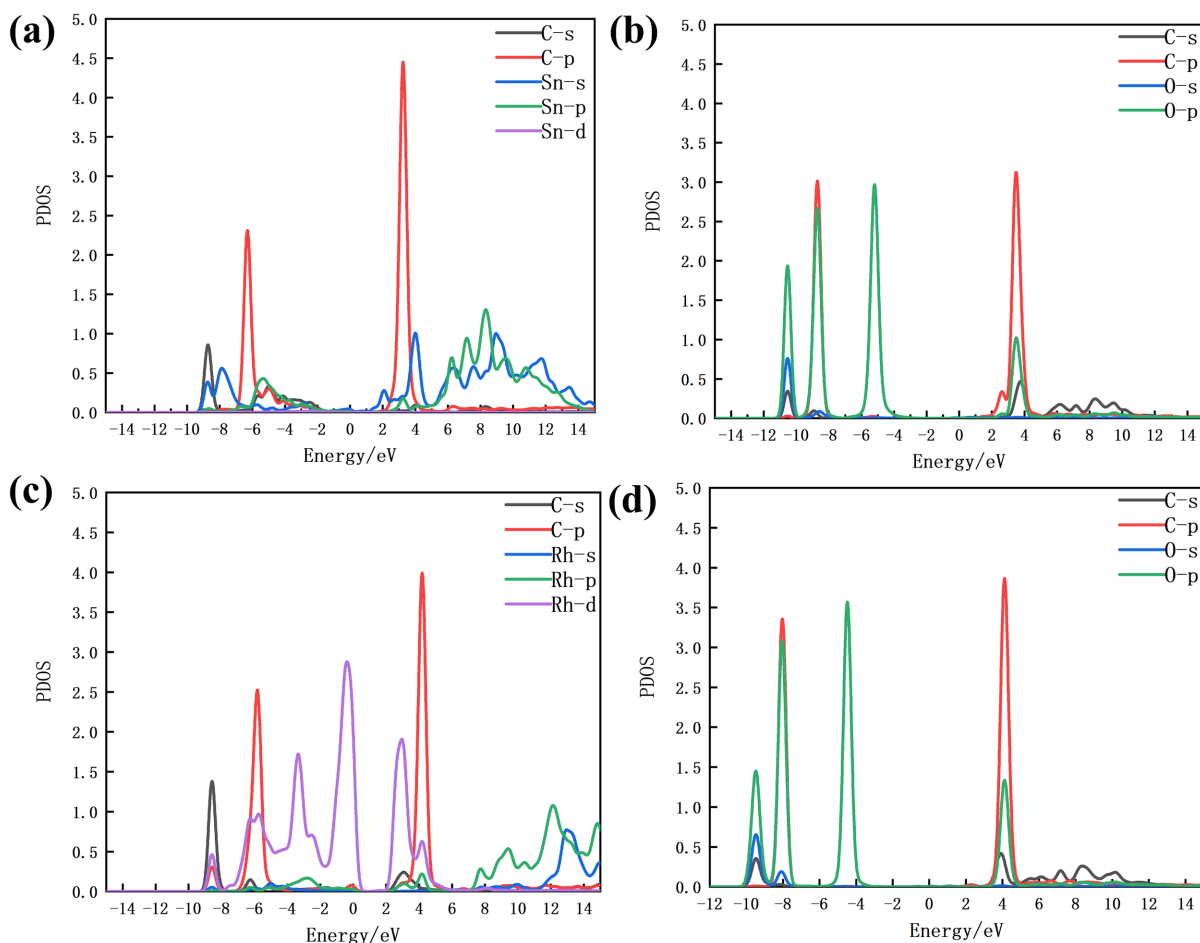 (a)
5.0
4.5
4.0
3.5
3.0
2.5
2.0
1.5
1.0
0.5
0.0
PDOS
C-s
C-p
Sn-s
Sn-p
Sn-d
-14 -12 -10 -8 -6 -4 -2 0 2 4 6 8 10 12 14
Energy/eV
(b)
5.0
4.5
4.0
3.5
3.0
2.5
2.0
1.5
1.0
0.5
0.0
PDOS
C-s
C-p
O-s
O-p
-14 -12 -10 -8 -6 -4 -2 0 2 4 6 8 10 12 14
Energy/eV
(c)
5.0
4.5
4.0
3.5
3.0
2.5
2.0
1.5
1.0
0.5
0.0
PDOS
C-s
C-p
Rh-s
Rh-p
Rh-d
-14 -12 -10 -8 -6 -4 -2 0 2 4 6 8 10 12 14
Energy/eV
(d)
5.0
4.5
4.0
3.5
3.0
2.5
2.0
1.5
1.0
0.5
0.0
PDOS
C-s
C-p
O-s
O-p
-12 -10 -8 -6 -4 -2 0 2 4 6 8 10 12 14
Energy/eV